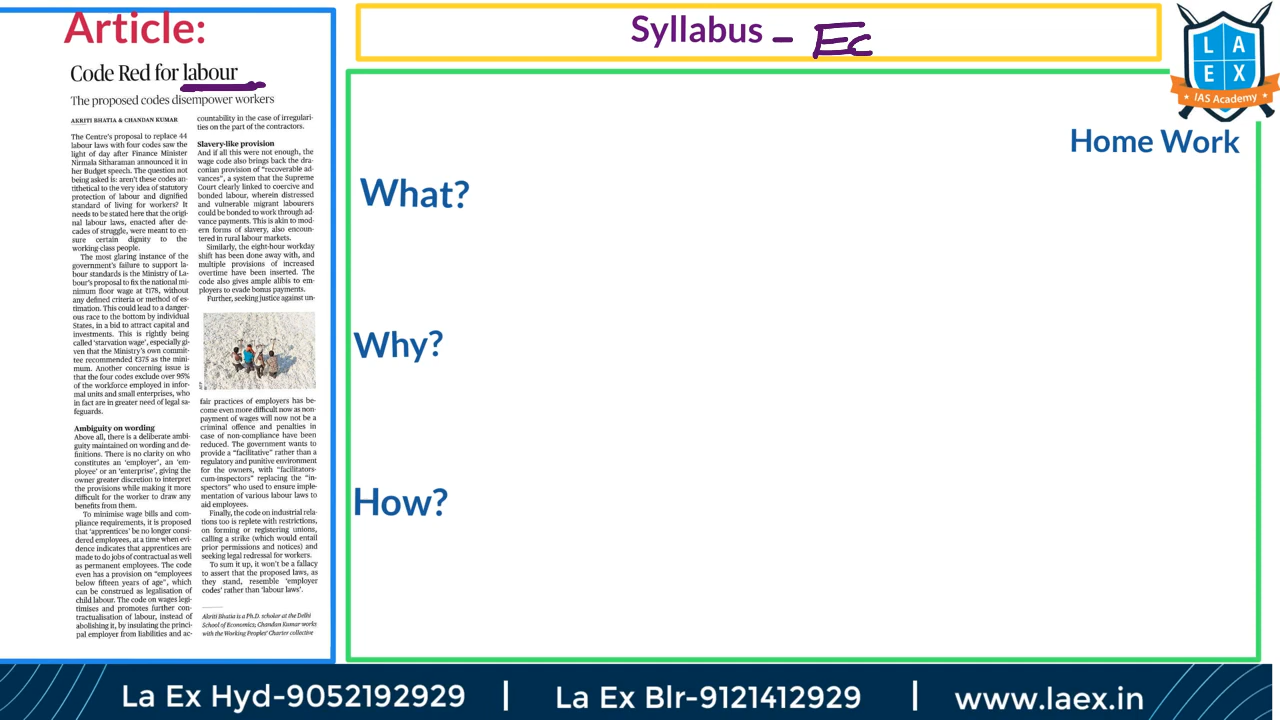 Article:
Code Red for labour
The proposed codes disempower workers
AKRITI BHATIA & CHANDAN KUMAR
The Centre's proposal to replace 44
labour laws with four codes saw the
light of day after Finance Minister
Nirmala Sitharaman announced it in
her Budget speech. The question not
being asked is: aren't these codes an-
tithetical to the very idea of statutory
protection of labour and dignified
standard of living for workers? It
needs to be stated here that the origi-
nal labour laws, enacted after de-
cades of struggle, were meant to en-
sure certain dignity to the
working-class people.
The most glaring instance of the
government's failure to support la-
bour standards is the Ministry of La-
bour's proposal to fix the national mi-
nimum floor wage at ₹178, without
any defined criteria or method of es-
timation. This could lead to a danger-
ous race to the bottom by individual
States, in a bid to attract capital and
investments. This is rightly being
called 'starvation wage', especially gi-
ven that the Ministry's own commit-
tee recommended ₹375 as the mini-
mum. Another concerning issue is
that the four codes exclude over 95%
of the workforce employed in infor-
mal units and small enterprises, who
in fact are in greater need of legal sa-
feguards.
Ambiguity on wording
Above all, there is a deliberate ambi-
guity maintained on wording and de-
finitions. There is no clarity on who
constitutes an 'employer', an 'em-
ployee' or an 'enterprise', giving the
owner greater discretion to interpret
the provisions while making it more
difficult for the worker to draw any
benefits from them.
To minimise wage bills and com-
pliance requirements, it is proposed
that 'apprentices' be no longer consi-
dered employees, at a time when evi-
dence indicates that apprentices are
made to do jobs of contractual as well
as permanent employees. The code
even has a provision on "employees
below fifteen years of age", which
can be construed as legalisation of
child labour. The code on wages legi-
timises and promotes further con-
tractualisation of labour, instead of
abolishing it, by insulating the princi-
pal employer from liabilities and ac-
countability in the case of irregulari-
ties on the part of the contractors.
Slavery-like provision
And if all this were not enough, the
wage code also brings back the dra-
conian provision of "recoverable ad-
vances", a system that the Supreme
Court clearly linked to coercive and
bonded labour, wherein distressed
and vulnerable migrant labourers
could be bonded to work through ad-
vance payments. This is akin to mod-
ern forms of slavery, also encoun-
tered in rural labour markets.
Similarly, the eight-hour workday
shift has been done away with, and
multiple provisions of increased
overtime have been inserted. The
code also gives ample alibis to em-
ployers to evade bonus payments.
Further, seeking justice against un-
fair practices of employers has be-
come even more difficult now as non-
payment of wages will now not be a
criminal offence and penalties in
case of non-compliance have been
reduced. The government wants to
provide a "facilitative" rather than a
regulatory and punitive environment
for the owners, with "facilitators-
cum-inspectors" replacing the "in-
spectors" who used to ensure imple-
mentation of various labour laws to
aid employees.
Finally, the code on industrial rela-
tions too is replete with restrictions,
on forming or registering unions,
calling a strike (which would entail
prior permissions and notices) and
seeking legal redressal for workers.
To sum it up, it won't be a fallacy
to assert that the proposed laws, as
they stand, resemble 'employer
codes' rather than 'labour laws'.
Akriti Bhatia is a Ph.D. scholar at the Delhi
School of Economics; Chandan Kumar works
with the Working Peoples' Charter collective
Syllabus - EC
LA
EX
IAS Academy
Home Work
What?
Why?
How?
La Ex Hyd-9052192929 | La Ex Blr-9121412929 | www.laex.in